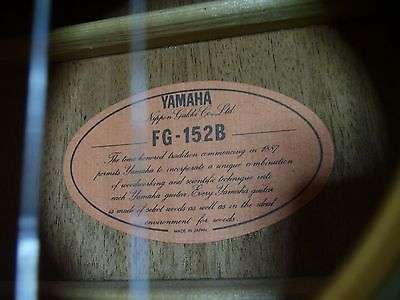 YAMAHA
Nippon Gakki Co., Ltd.
FG-152B
The time honored tradition commencing in 1887
permits Yamaha to incorporate a unique combination
of woodworking and scientific technique into
each Yamaha guitar. Every Yamaha guitar
is made of select woods as well as in the ideal
environment for woods.
MADE IN JAPAN